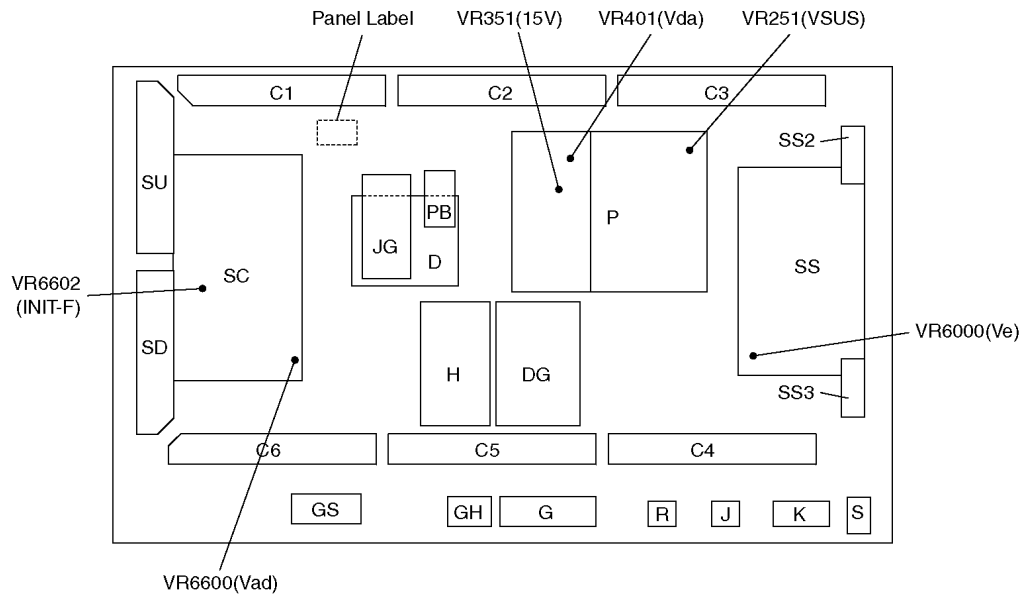 Panel Label
VR351(15V)
VR401(Vda)
VR251(VSUS)
C1
C2
C3
SS2
SU
PB
P
JG
D
SC
SS
VR6602
(INIT-F)
VR6000(Ve)
SD
H
DG
SS3
C6
C5
C4
GS
GH
G
R
J
K
S
VR6600(Vad)